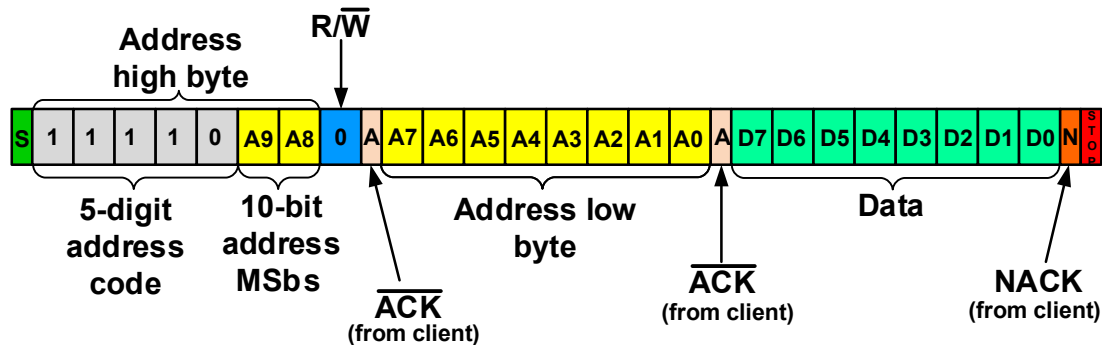 R/W̅
Address
high byte
S 1 1 1 1 0 A9 A8 0 A A7 A6 A5 A4 A3 A2 A1 A0 A D7 D6 D5 D4 D3 D2 D1 D0 N STOP
5-digit
address
code
10-bit
address
MSbs
Address low
byte
Data
A̅C̅K̅
(from client)
A̅C̅K̅
(from client)
NACK
(from client)